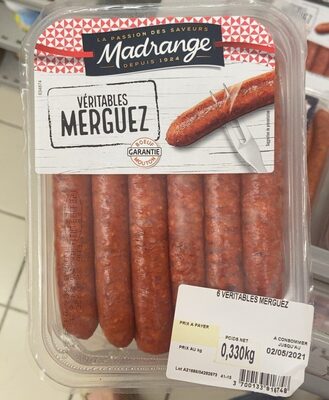 LA PASSION DES SAVEURS
Madrange
DEPUIS 1924
VÉRITABLES
MERGUEZ
BOEUF
GARANTIE
MOUTON
6 VERITABLES MERGUEZ
PRIX A PAYER
POIDS NET
A CONSOMMER
JUSQU'AU
PRIX AU kg
0,330kg
02/05/2021